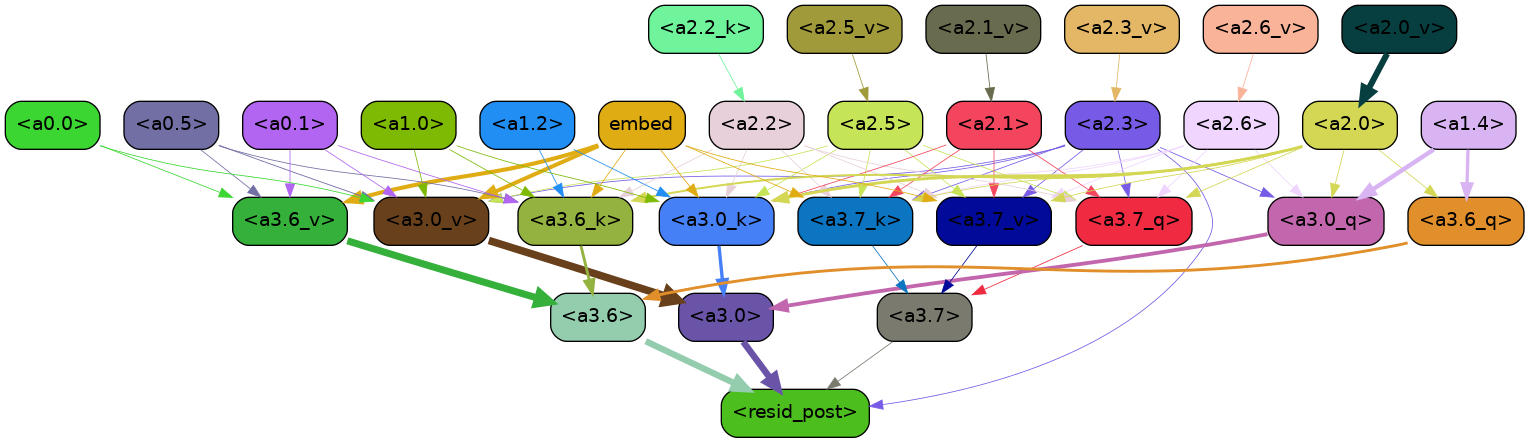 <a2.2_k> <a2.5_v> <a2.1_v> <a2.3_v> <a2.6_v> <a2.0_v>
<a0.0> <a0.5> <a0.1> <a1.0> <a1.2> embed <a2.2> <a2.5> <a2.1> <a2.3> <a2.6> <a2.0> <a1.4>
<a3.6_v> <a3.0_v> <a3.6_k> <a3.0_k> <a3.7_k> <a3.7_v> <a3.7_q> <a3.0_q> <a3.6_q>
<a3.6> <a3.0> <a3.7>
<resid_post>